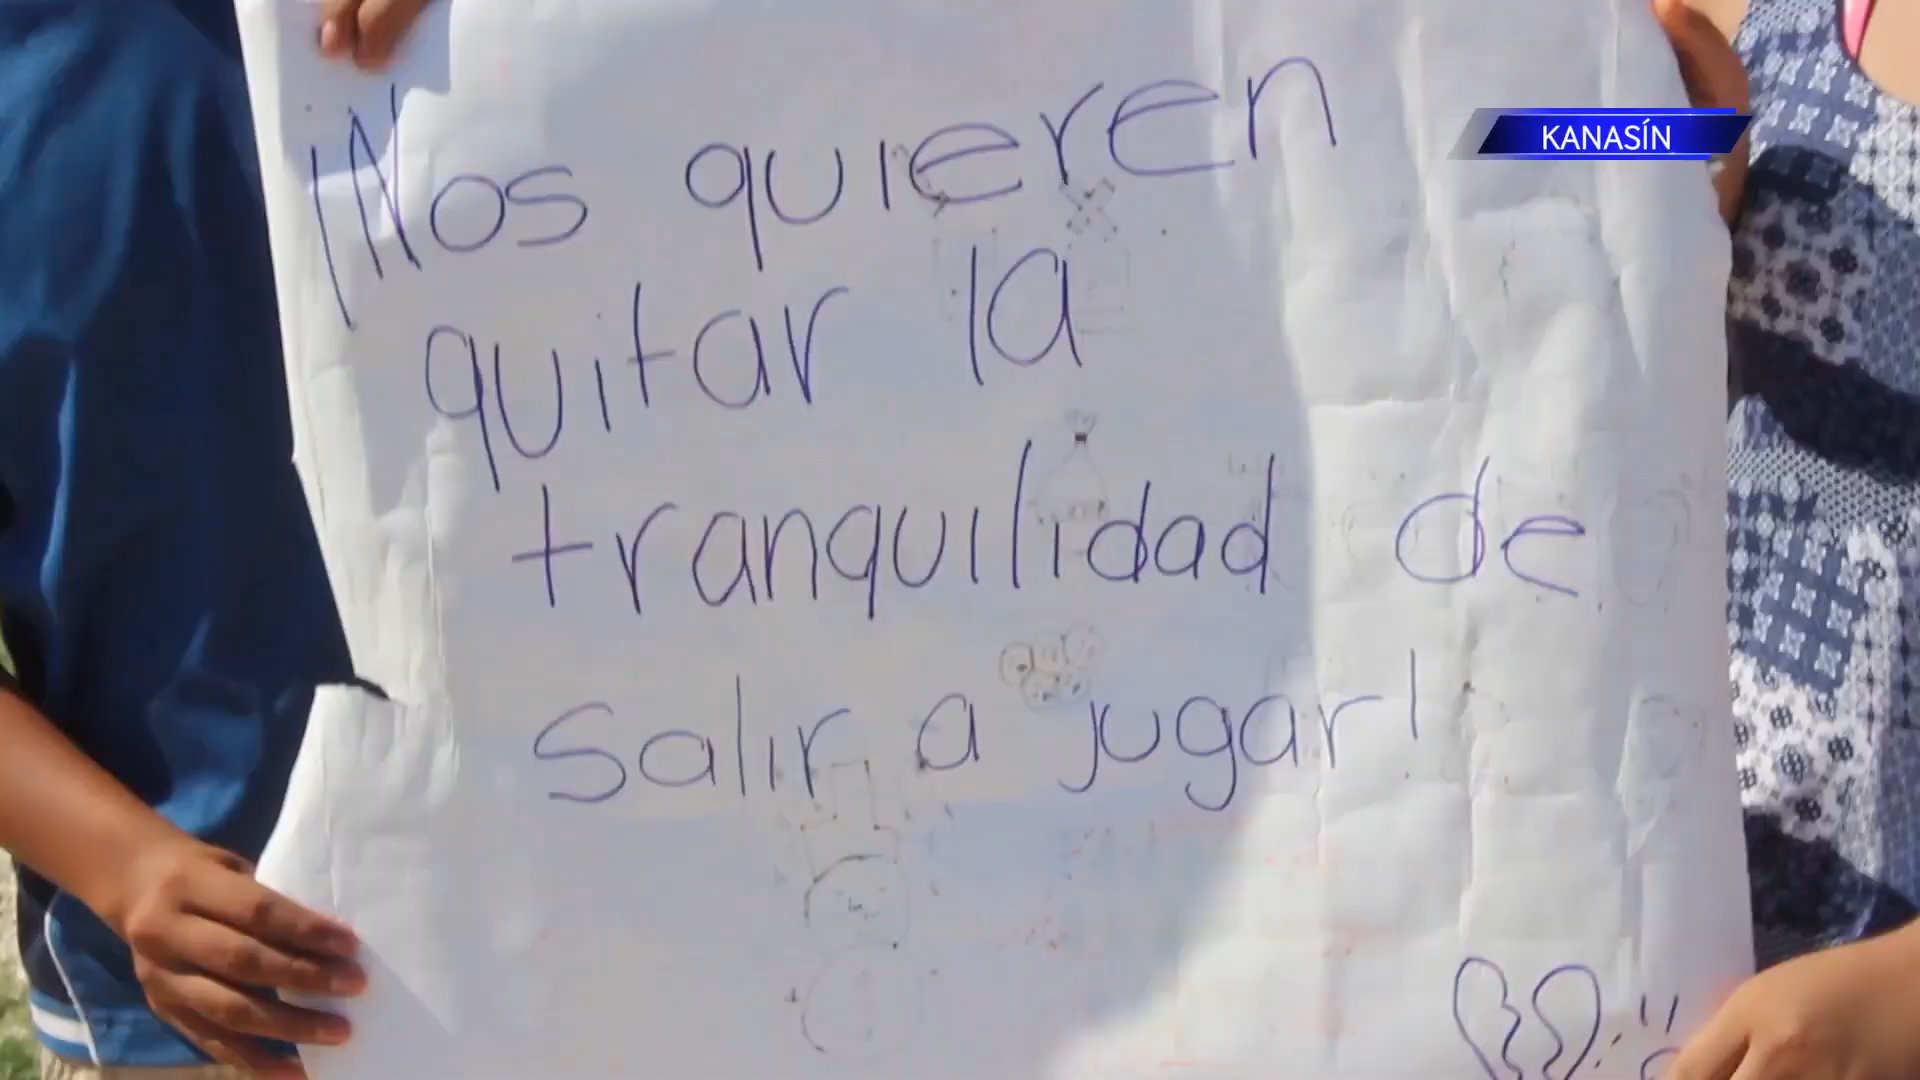 KANASÍN
¡Nos quieren
quitar la
tranquilidad de
salir a jugar!